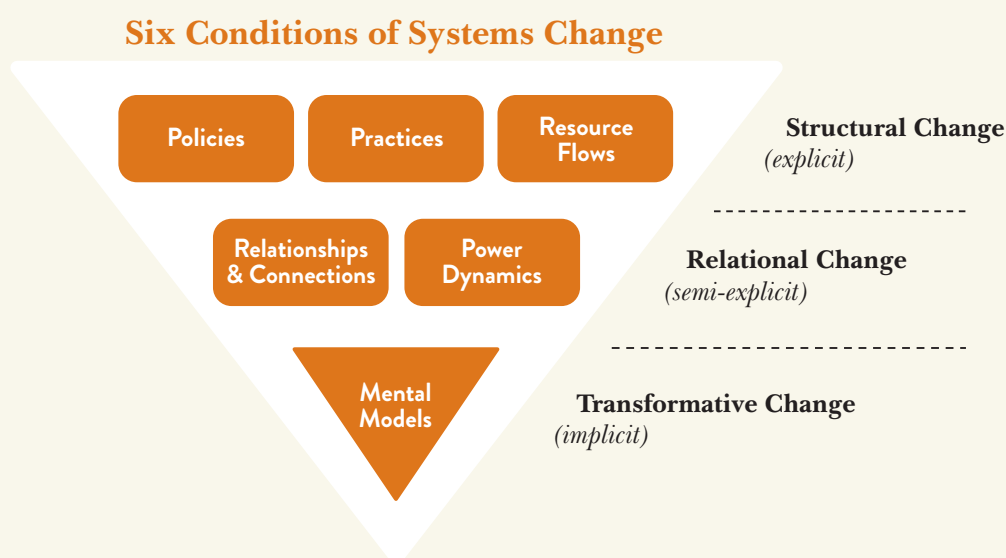 Six Conditions of Systems Change
Policies
Practices
Resource
Flows
Structural Change
(explicit)
Relationships
& Connections
Power
Dynamics
Relational Change
(semi-explicit)
Mental
Models
Transformative Change
(implicit)